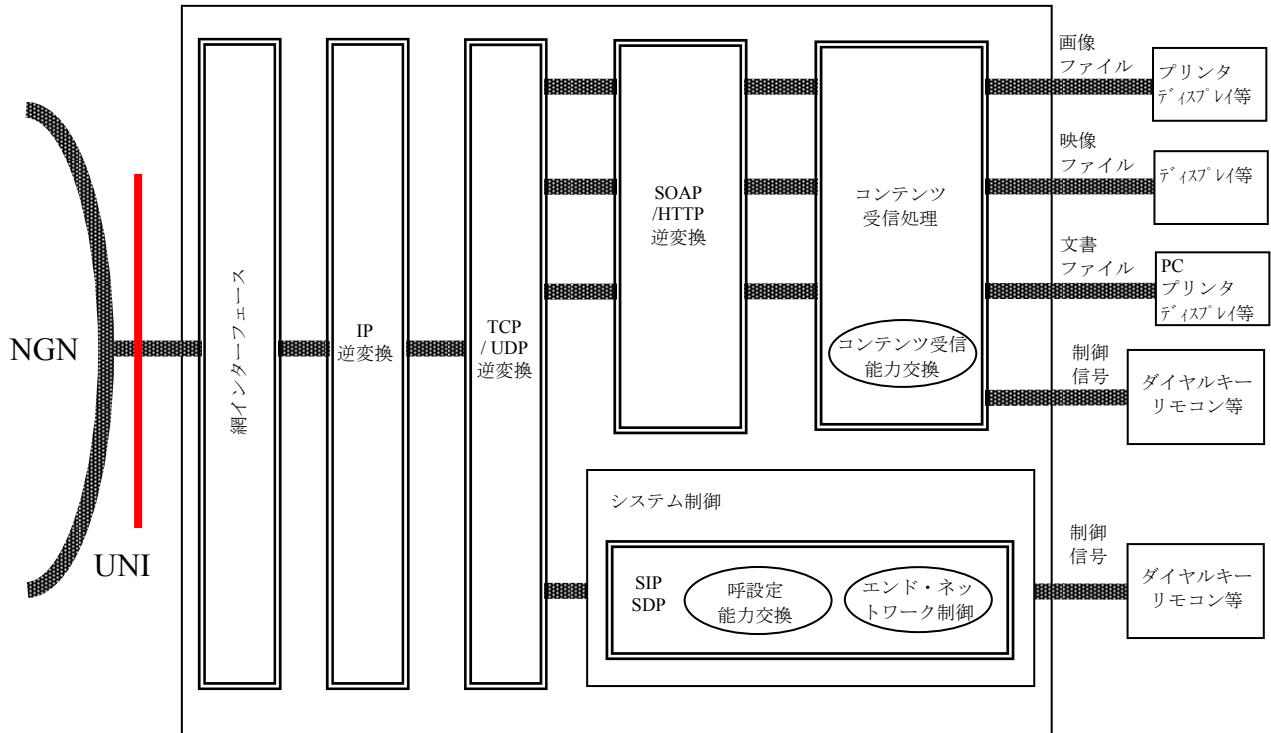 NGN
UNI
網インターフェース
IP
逆変換
TCP
/ UDP
逆変換
SOAP
/HTTP
逆変換
コンテンツ
受信処理
コンテンツ受信
能力交換
画像
ファイル
プリンタ
ディスプレイ等
映像
ファイル
ディスプレイ等
文書
ファイル
PC
プリンタ
ディスプレイ等
制御
信号
ダイヤルキー
リモコン等
システム制御
SIP
SDP
呼設定
能力交換
エンド・ネッ
トワーク制御
制御
信号
ダイヤルキー
リモコン等